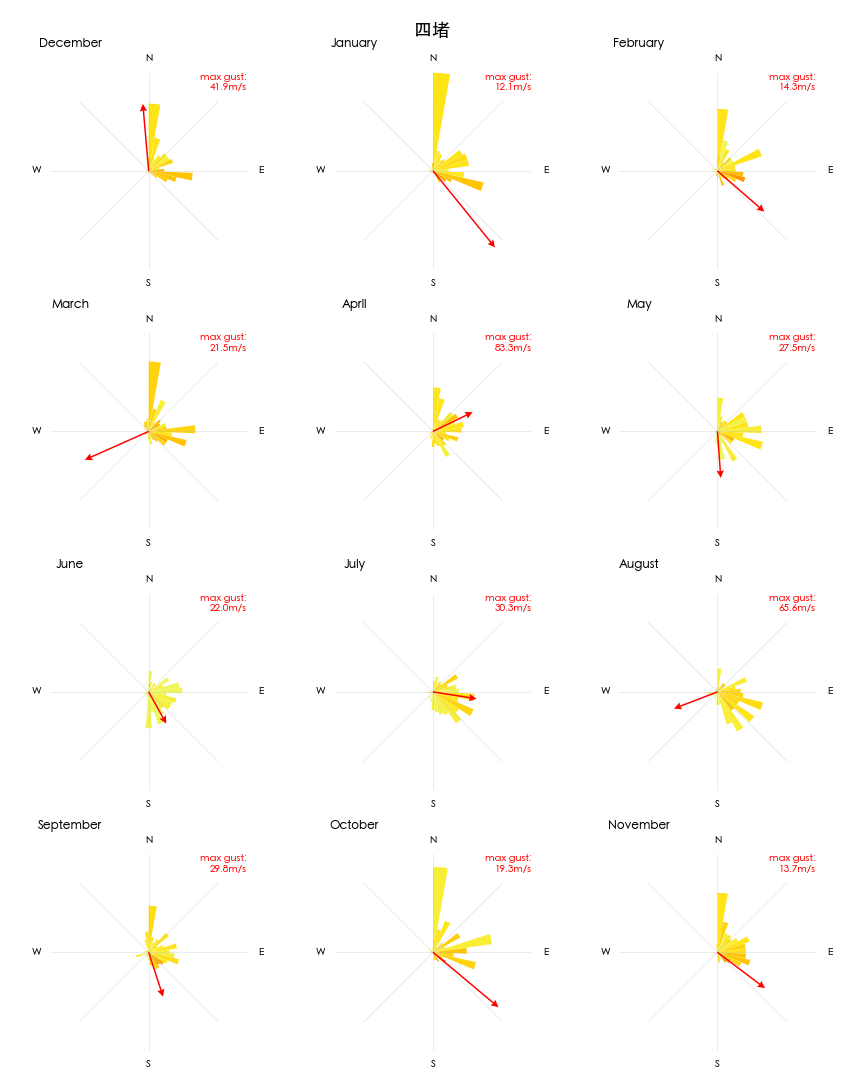 四堵
December
N
max gust:
41.9m/s
W
E
S
January
N
max gust:
12.1m/s
W
E
S
February
N
max gust:
14.3m/s
W
E
S
March
N
max gust:
21.5m/s
W
E
S
April
N
max gust:
83.3m/s
W
E
S
May
N
max gust:
27.5m/s
W
E
S
June
N
max gust:
22.0m/s
W
E
S
July
N
max gust:
30.3m/s
W
E
S
August
N
max gust:
65.6m/s
W
E
S
September
N
max gust:
29.8m/s
W
E
S
October
N
max gust:
19.3m/s
W
E
S
November
N
max gust:
13.7m/s
W
E
S